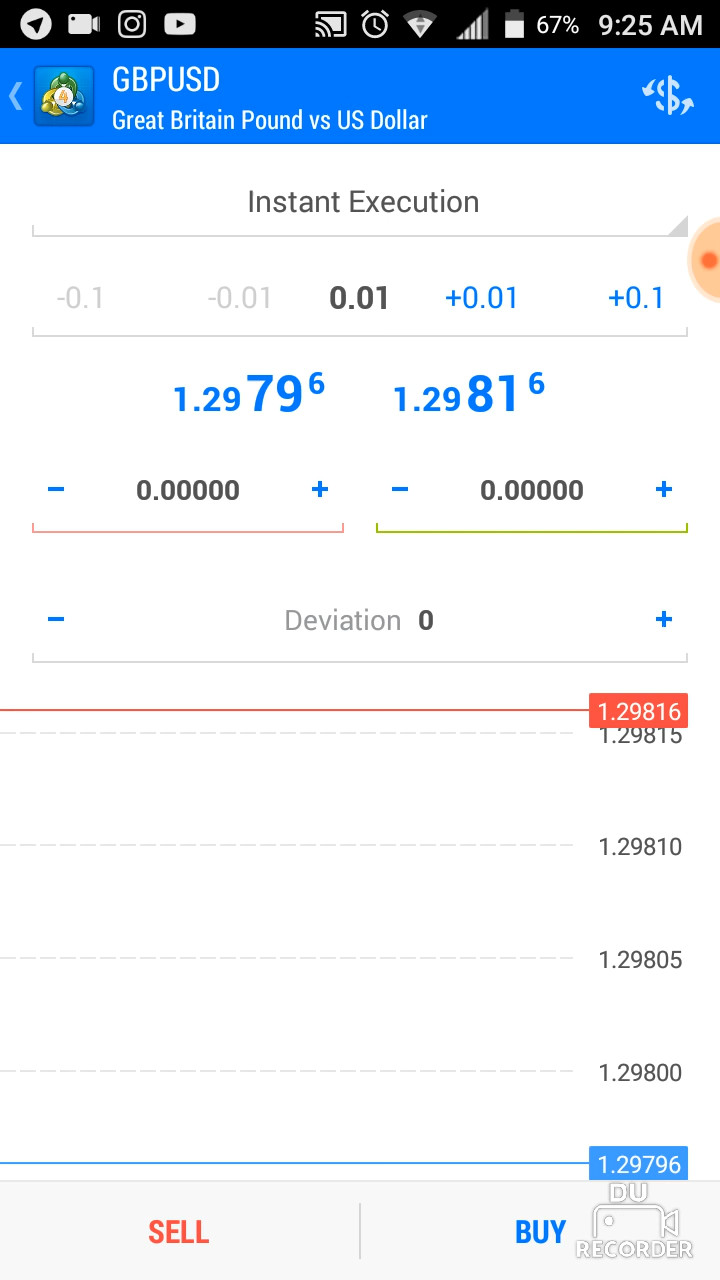 67% 9:25 AM
GBPUSD
Great Britain Pound vs US Dollar
4
Instant Execution
-0.1 -0.01 0.01 +0.01 +0.1
1.29796 1.29816
- 0.00000 + - 0.00000 +
- Deviation 0 +
1.29816
1.29815
1.29810
1.29805
1.29800
1.29796
SELL BUY
DU
RECORDER